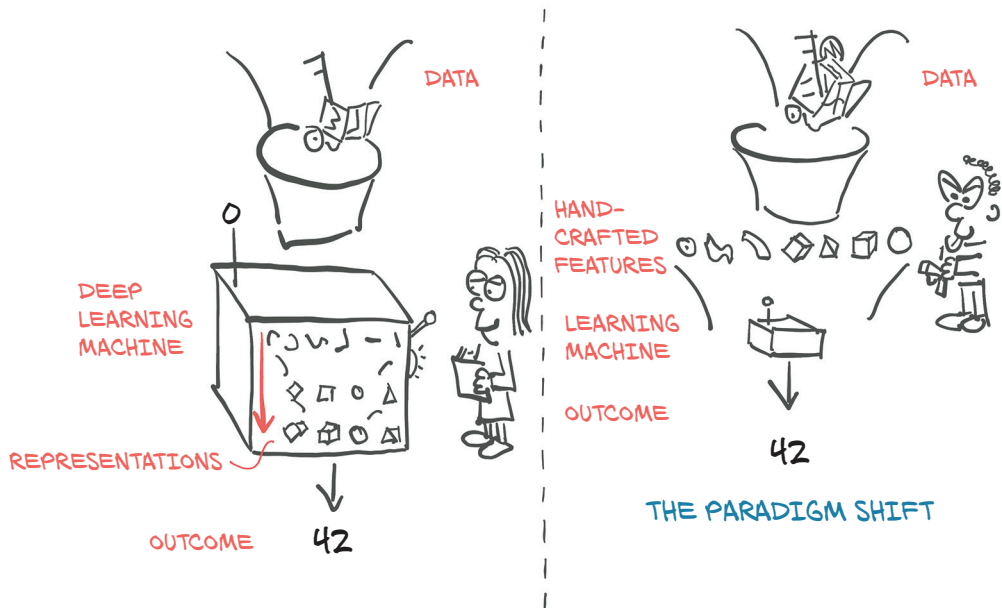 DATA
DEEP
LEARNING
MACHINE
REPRESENTATIONS
OUTCOME
42
DATA
HAND-
CRAFTED
FEATURES
LEARNING
MACHINE
OUTCOME
42
THE PARADIGM SHIFT